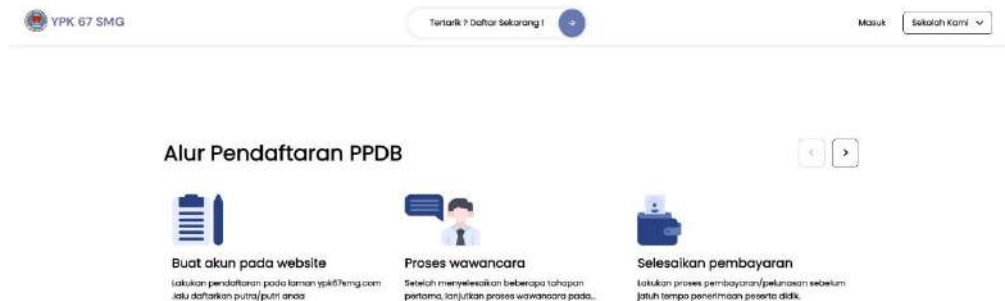 YPK 67 SMG
Tertarik ? Daftar Sekarang !
Masuk
Sekolah Kami
Alur Pendaftaran PPDB
Buat akun pada website
Lakukan pendaftaran pada laman ypk67smg.com
.lalu daftarkan putra/putri anda
Proses wawancara
Setelah menyelesaikan beberapa tahapan
pertama, lanjutkan proses wawancara pada...
Selesaikan pembayaran
Lakukan proses pembayaran/pelunasan sebelum
jatuh tempo penerimaan peserta didik.